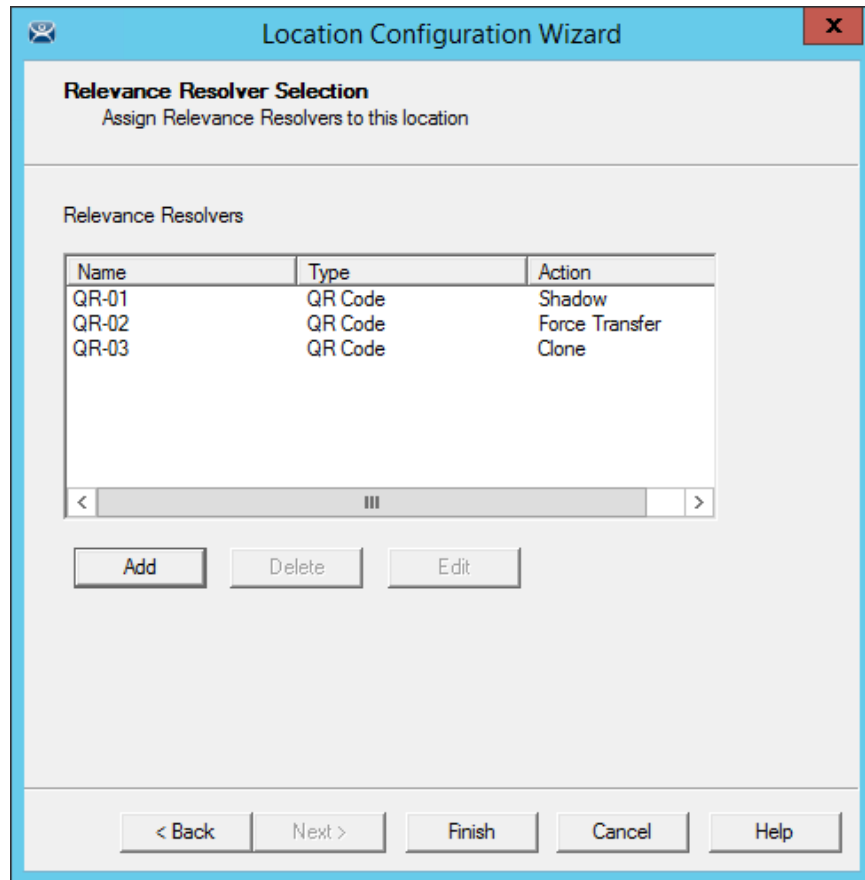 Location Configuration Wizard
x
Relevance Resolver Selection
Assign Relevance Resolvers to this location
Relevance Resolvers
Name Type Action
QR-01 QR Code Shadow
QR-02 QR Code Force Transfer
QR-03 QR Code Clone
Add Delete Edit
< Back Next > Finish Cancel Help